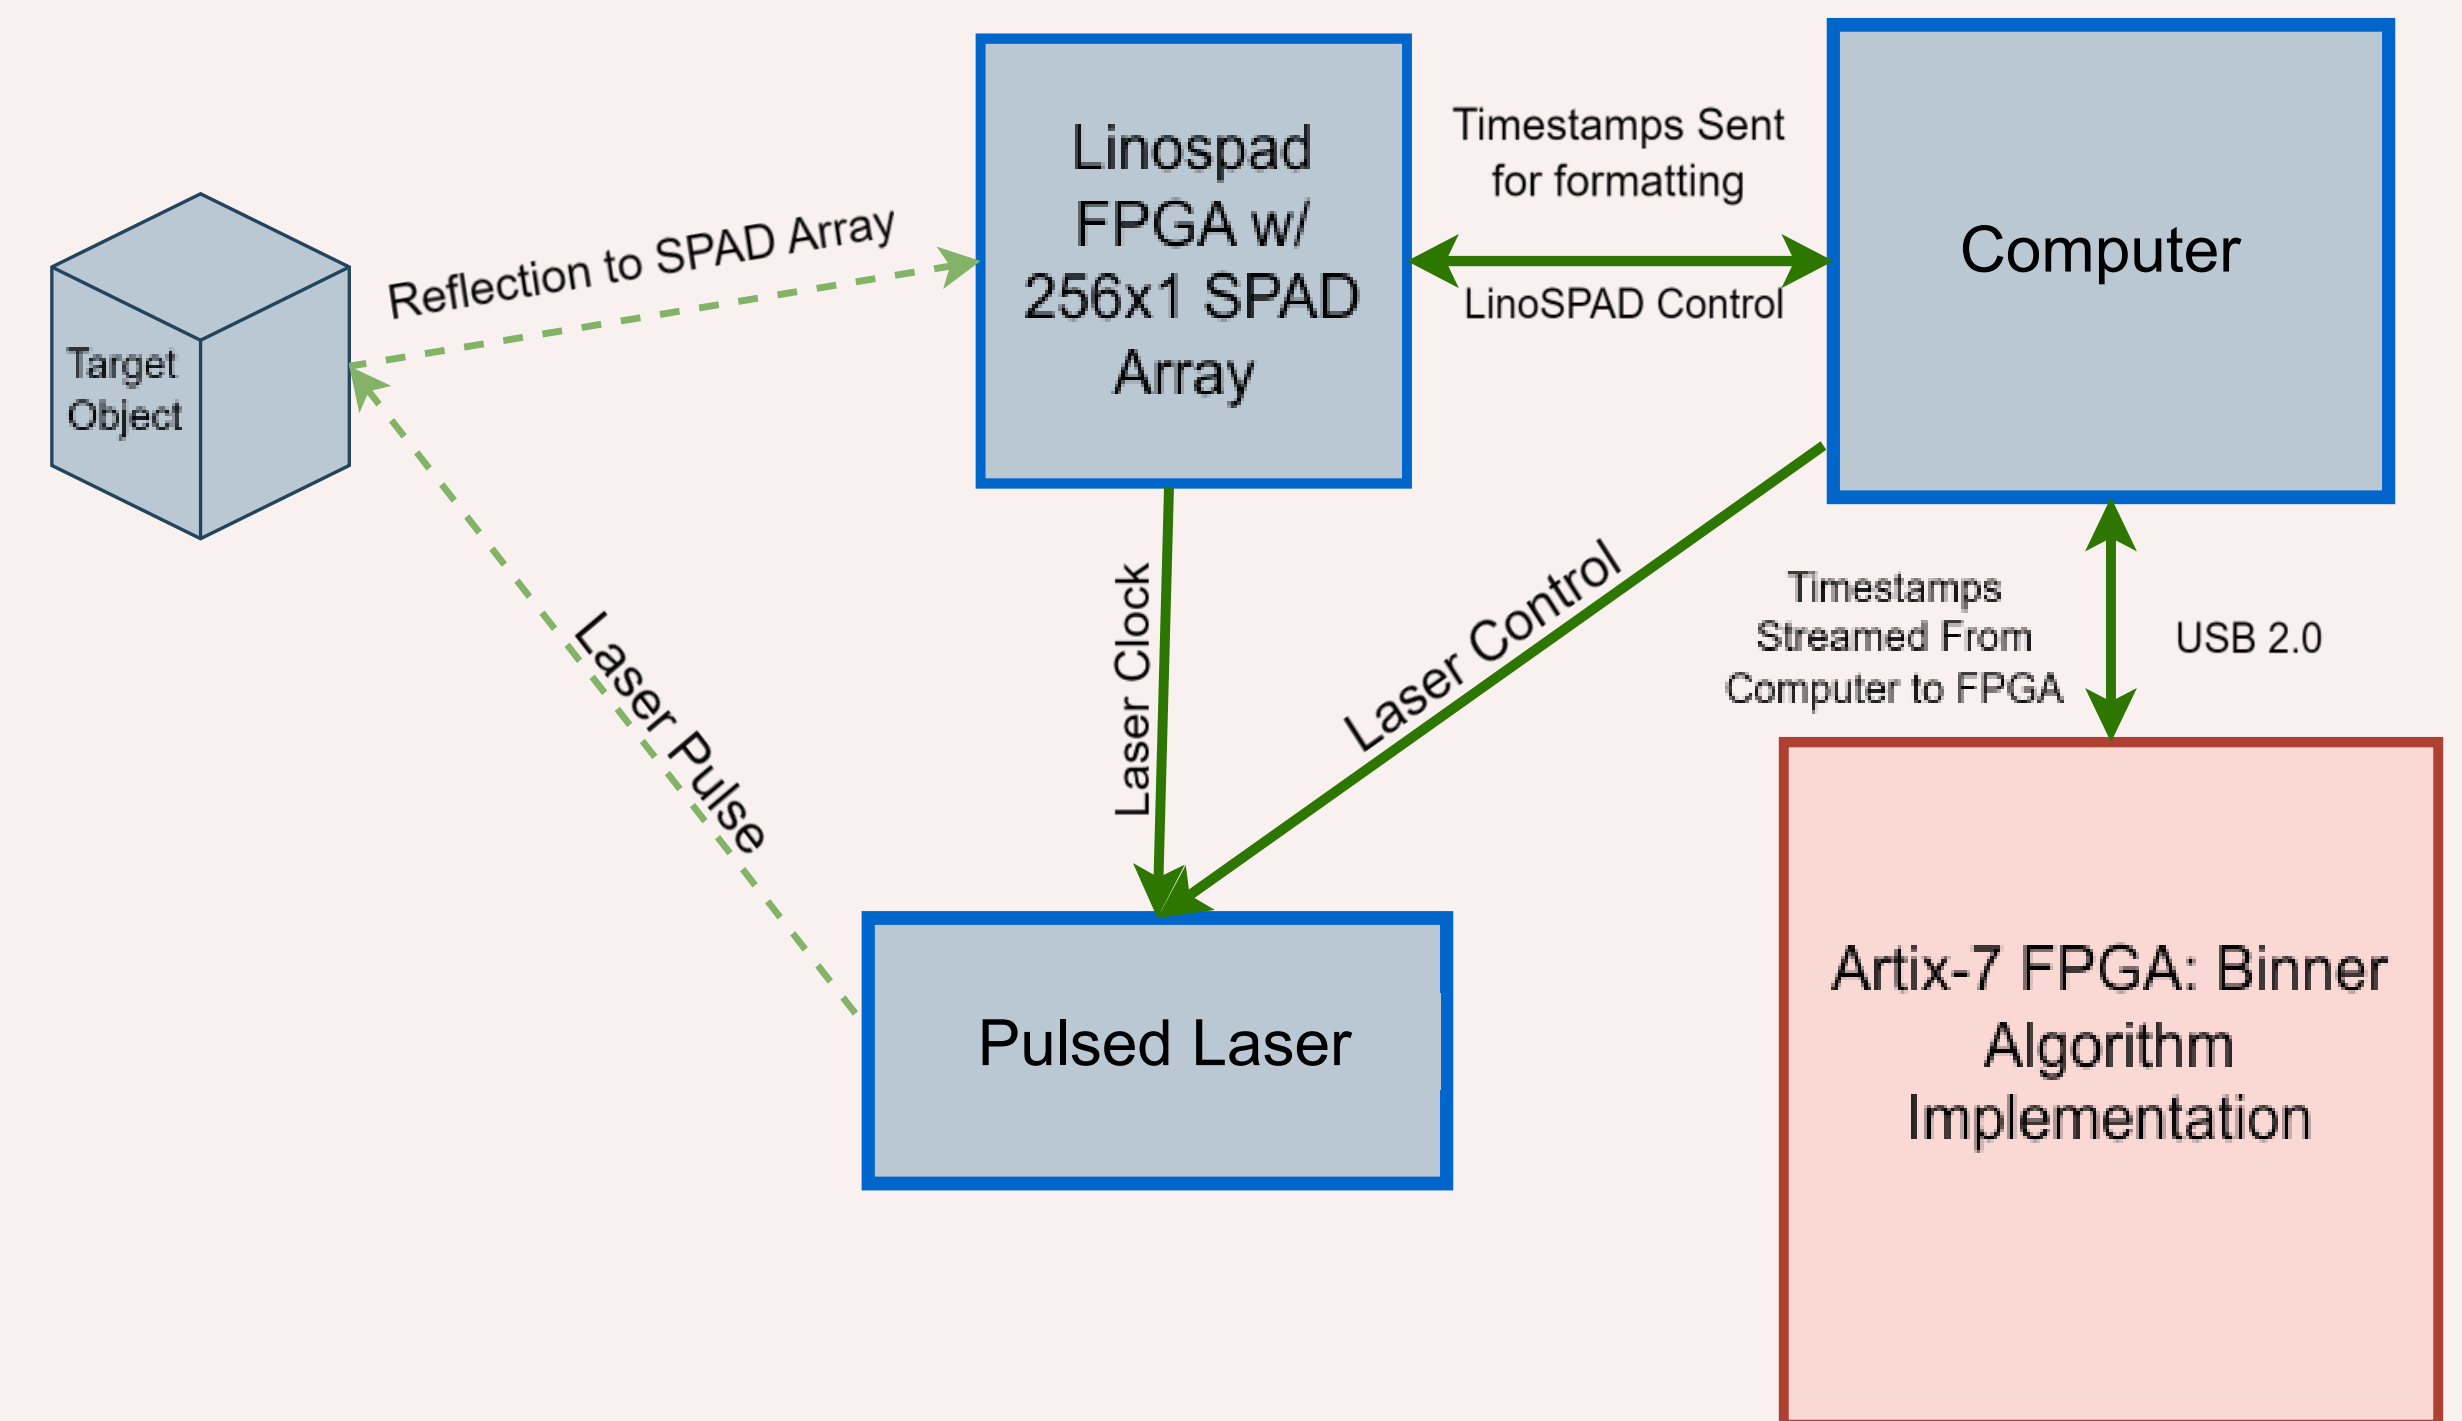 Linospad
FPGA w/
256x1 SPAD
Array
Timestamps Sent
for formatting
LinoSPAD Control
Computer
Reflection to SPAD Array
Target
Object
Laser Pulse
Laser Clock
Laser Control
Timestamps
Streamed From
Computer to FPGA
USB 2.0
Pulsed Laser
Artix-7 FPGA: Binner
Algorithm
Implementation